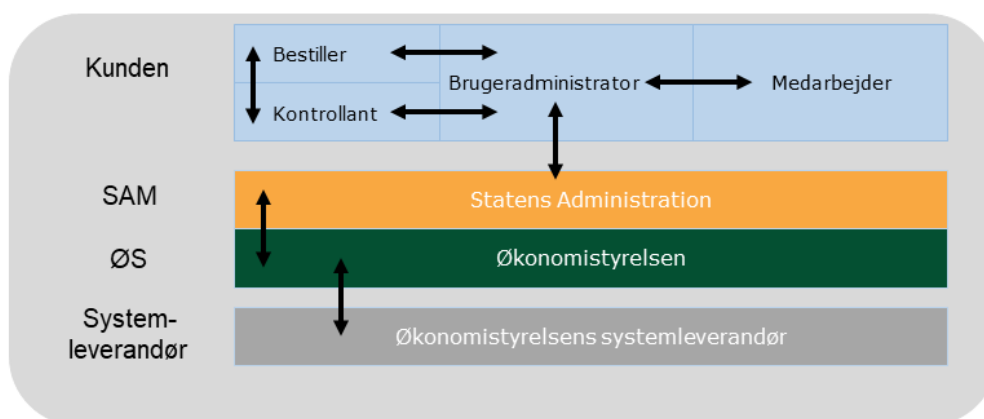 Kunden
Bestiller
Kontrollant
Brugeradministrator
Medarbejder
SAM
Statens Administration
ØS
Økonomistyrelsen
System-
leverandør
Økonomistyrelsens systemleverandør